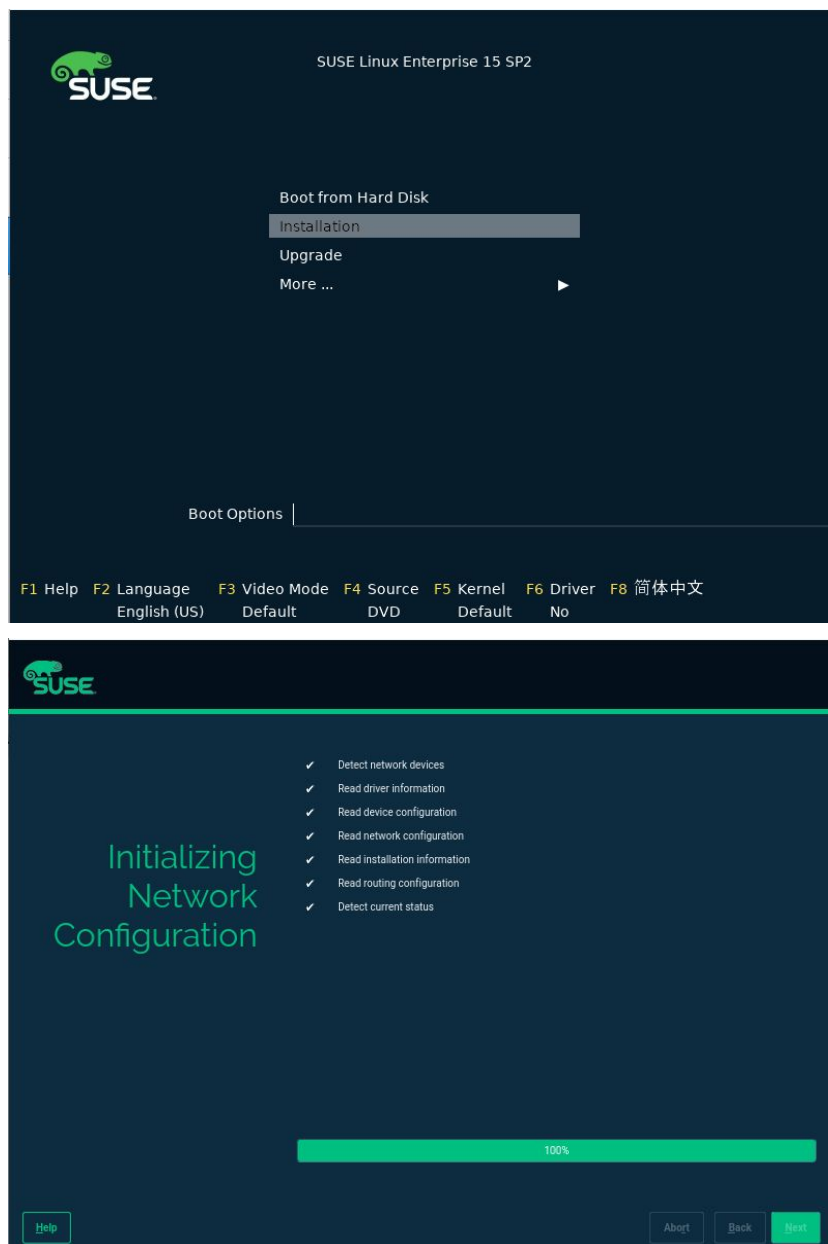 SUSE
SUSE Linux Enterprise 15 SP2
Boot from Hard Disk
Installation
Upgrade
More ...
Boot Options
F1 Help F2 Language F3 Video Mode F4 Source F5 Kernel F6 Driver F8 简体中文
English (US) Default DVD Default No
SUSE
Initializing
Network
Configuration
Detect network devices
Read driver information
Read device configuration
Read network configuration
Read installation information
Read routing configuration
Detect current status
100%
Help Abort Back Next